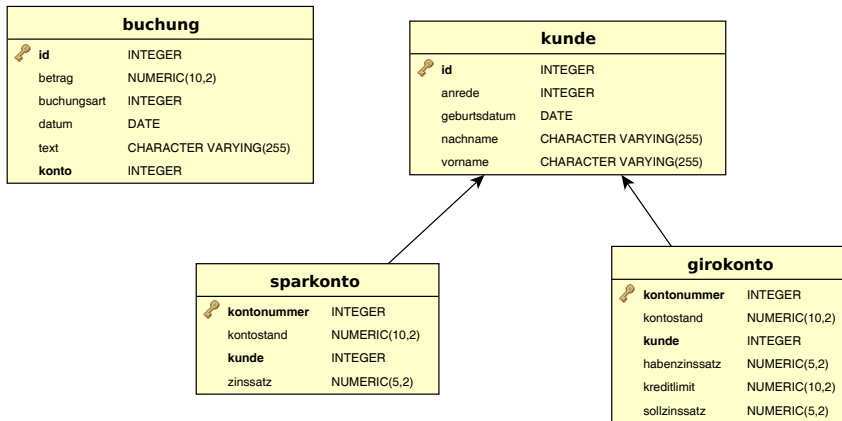 buchung
id INTEGER
betrag NUMERIC(10,2)
buchungsart INTEGER
datum DATE
text CHARACTER VARYING(255)
konto INTEGER
kunde
id INTEGER
anrede INTEGER
geburtsdatum DATE
nachname CHARACTER VARYING(255)
vorname CHARACTER VARYING(255)
sparkonto
kontonummer INTEGER
kontostand NUMERIC(10,2)
kunde INTEGER
zinssatz NUMERIC(5,2)
girokonto
kontonummer INTEGER
kontostand NUMERIC(10,2)
kunde INTEGER
habenzinssatz NUMERIC(5,2)
kreditlimit NUMERIC(10,2)
sollzinssatz NUMERIC(5,2)